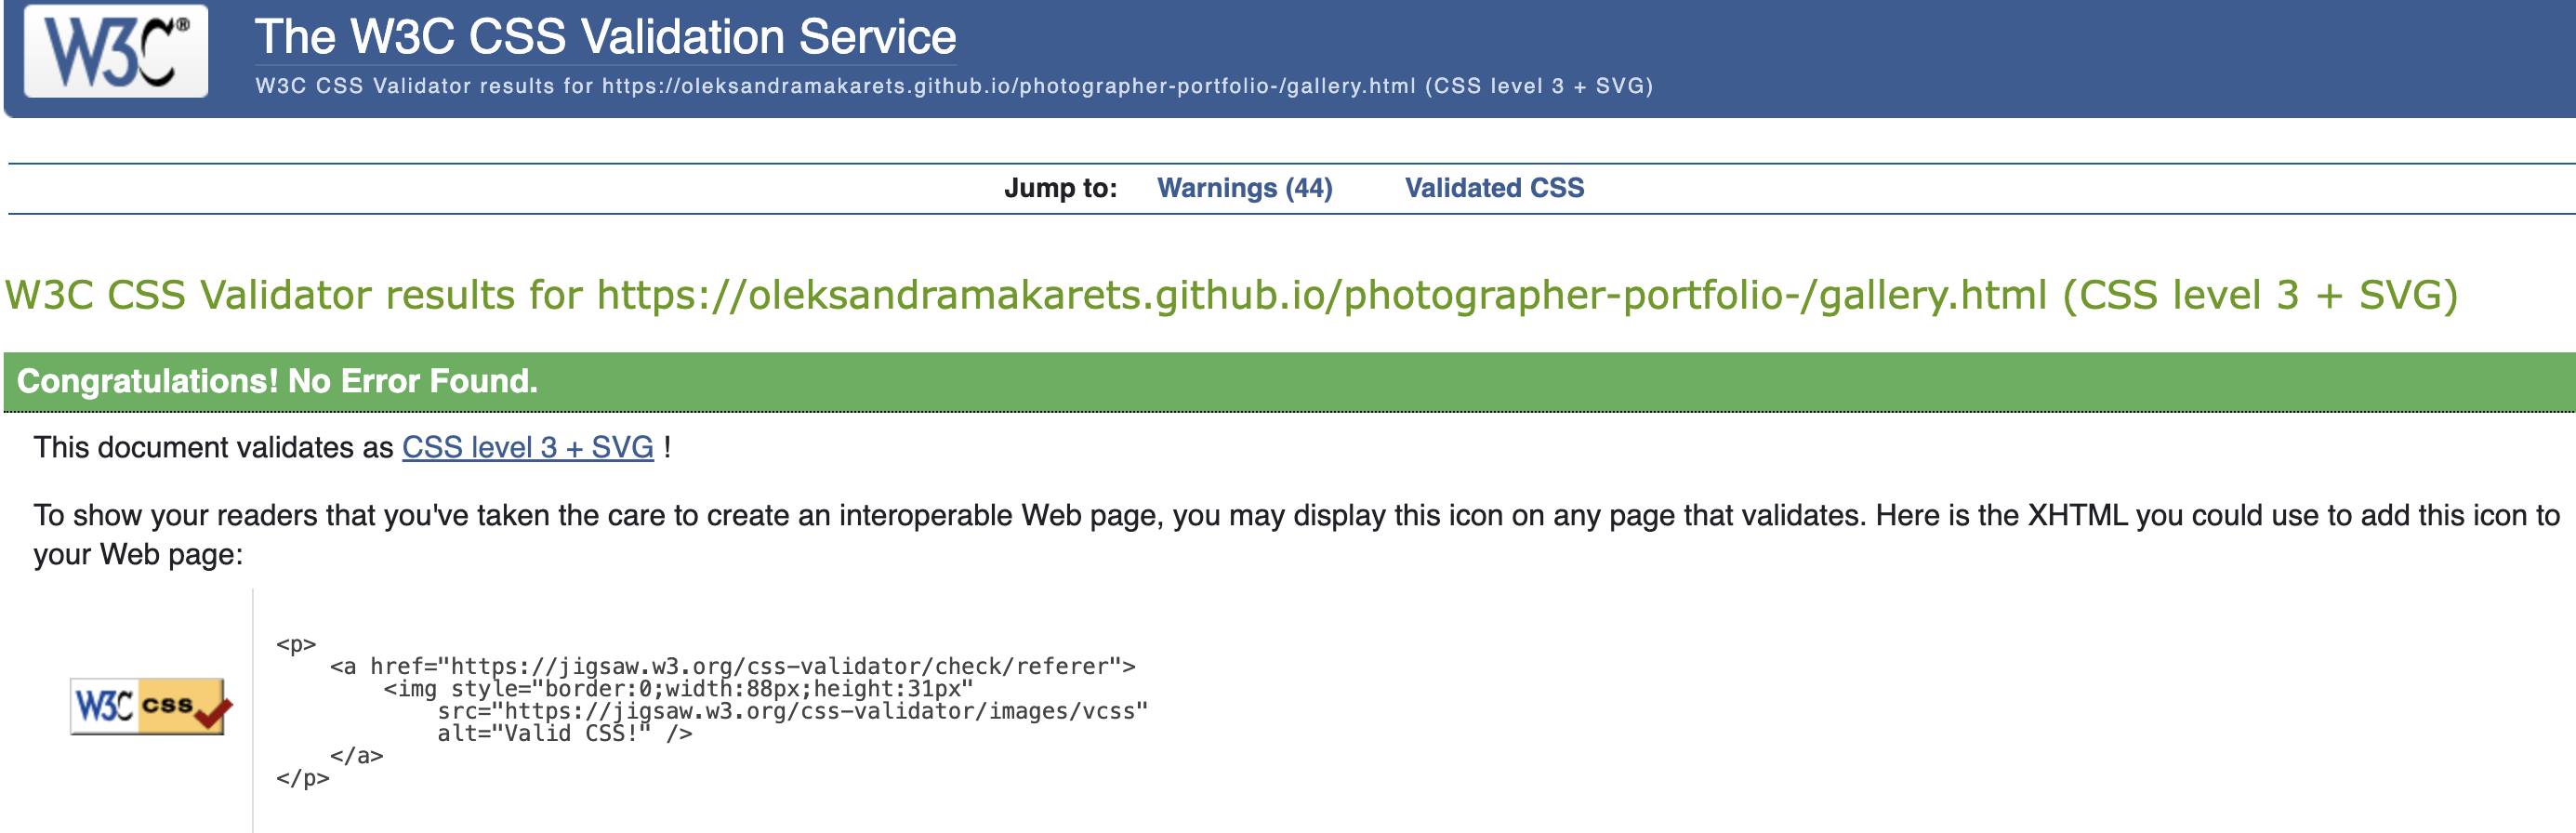 W3C®
The W3C CSS Validation Service
W3C CSS Validator results for https://oleksandramakarets.github.io/photographer-portfolio-/gallery.html (CSS level 3 + SVG)
Jump to: Warnings (44) Validated CSS
W3C CSS Validator results for https://oleksandramakarets.github.io/photographer-portfolio-/gallery.html (CSS level 3 + SVG)
Congratulations! No Error Found.
This document validates as CSS level 3 + SVG !
To show your readers that you've taken the care to create an interoperable Web page, you may display this icon on any page that validates. Here is the XHTML you could use to add this icon to
your Web page:
W3C css
<p>
    <a href="https://jigsaw.w3.org/css-validator/check/referer">
        <img style="border:0;width:88px;height:31px"
            src="https://jigsaw.w3.org/css-validator/images/vcss"
            alt="Valid CSS!" />
    </a>
</p>